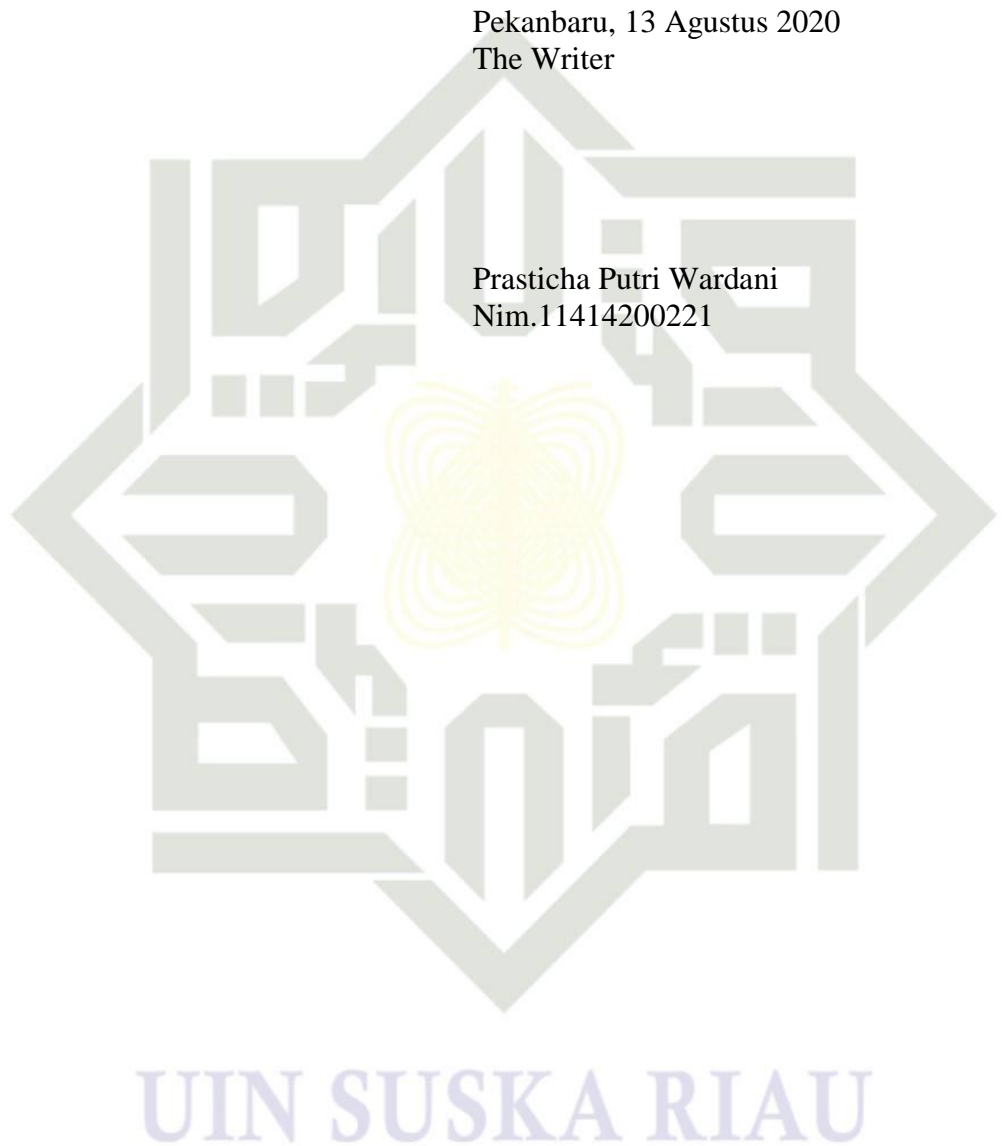 Pekanbaru, 13 Agustus 2020
The Writer
Prasticha Putri Wardani
Nim.11414200221
UIN SUSKA RIAU